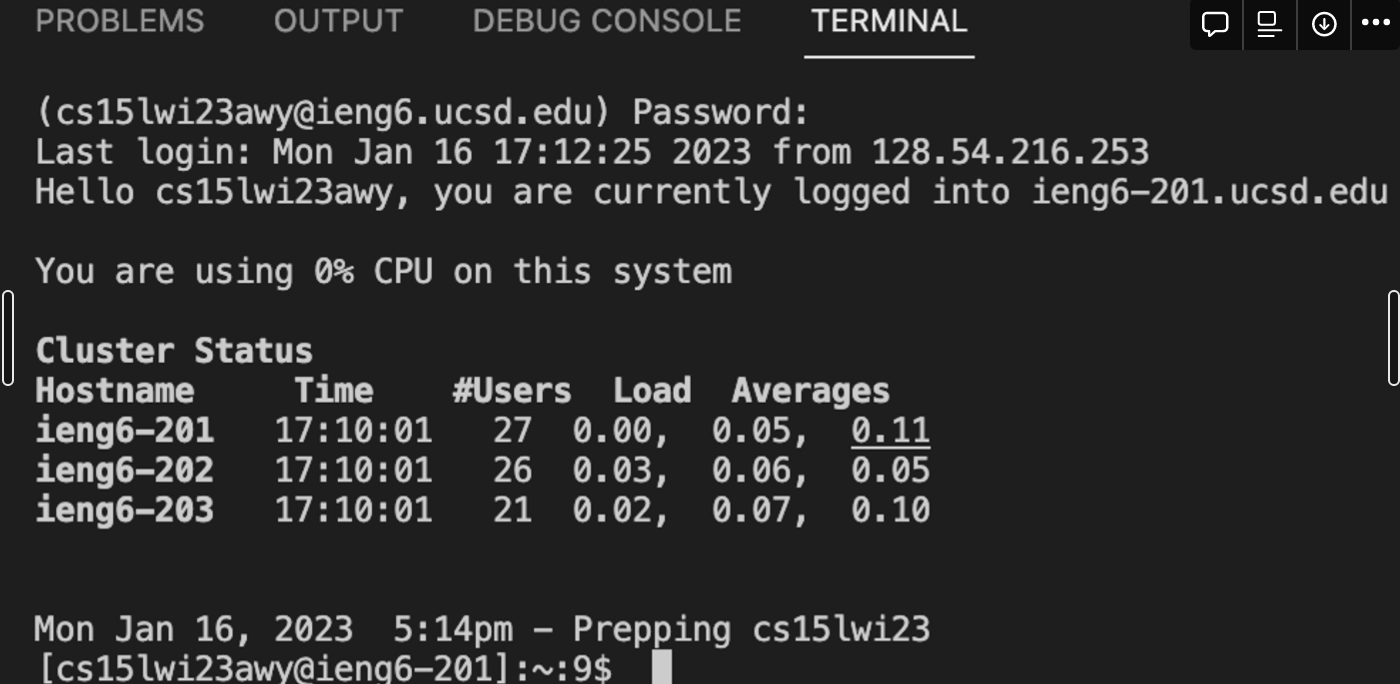 PROBLEMS OUTPUT DEBUG CONSOLE TERMINAL
(cs15lwi23awy@ieng6.ucsd.edu) Password:
Last login: Mon Jan 16 17:12:25 2023 from 128.54.216.253
Hello cs15lwi23awy, you are currently logged into ieng6-201.ucsd.edu
You are using 0% CPU on this system
Cluster Status
Hostname Time #Users Load Averages
ieng6-201 17:10:01 27 0.00, 0.05, 0.11
ieng6-202 17:10:01 26 0.03, 0.06, 0.05
ieng6-203 17:10:01 21 0.02, 0.07, 0.10
Mon Jan 16, 2023 5:14pm - Prepping cs15lwi23
[cs15lwi23awy@ieng6-201]:~:9$